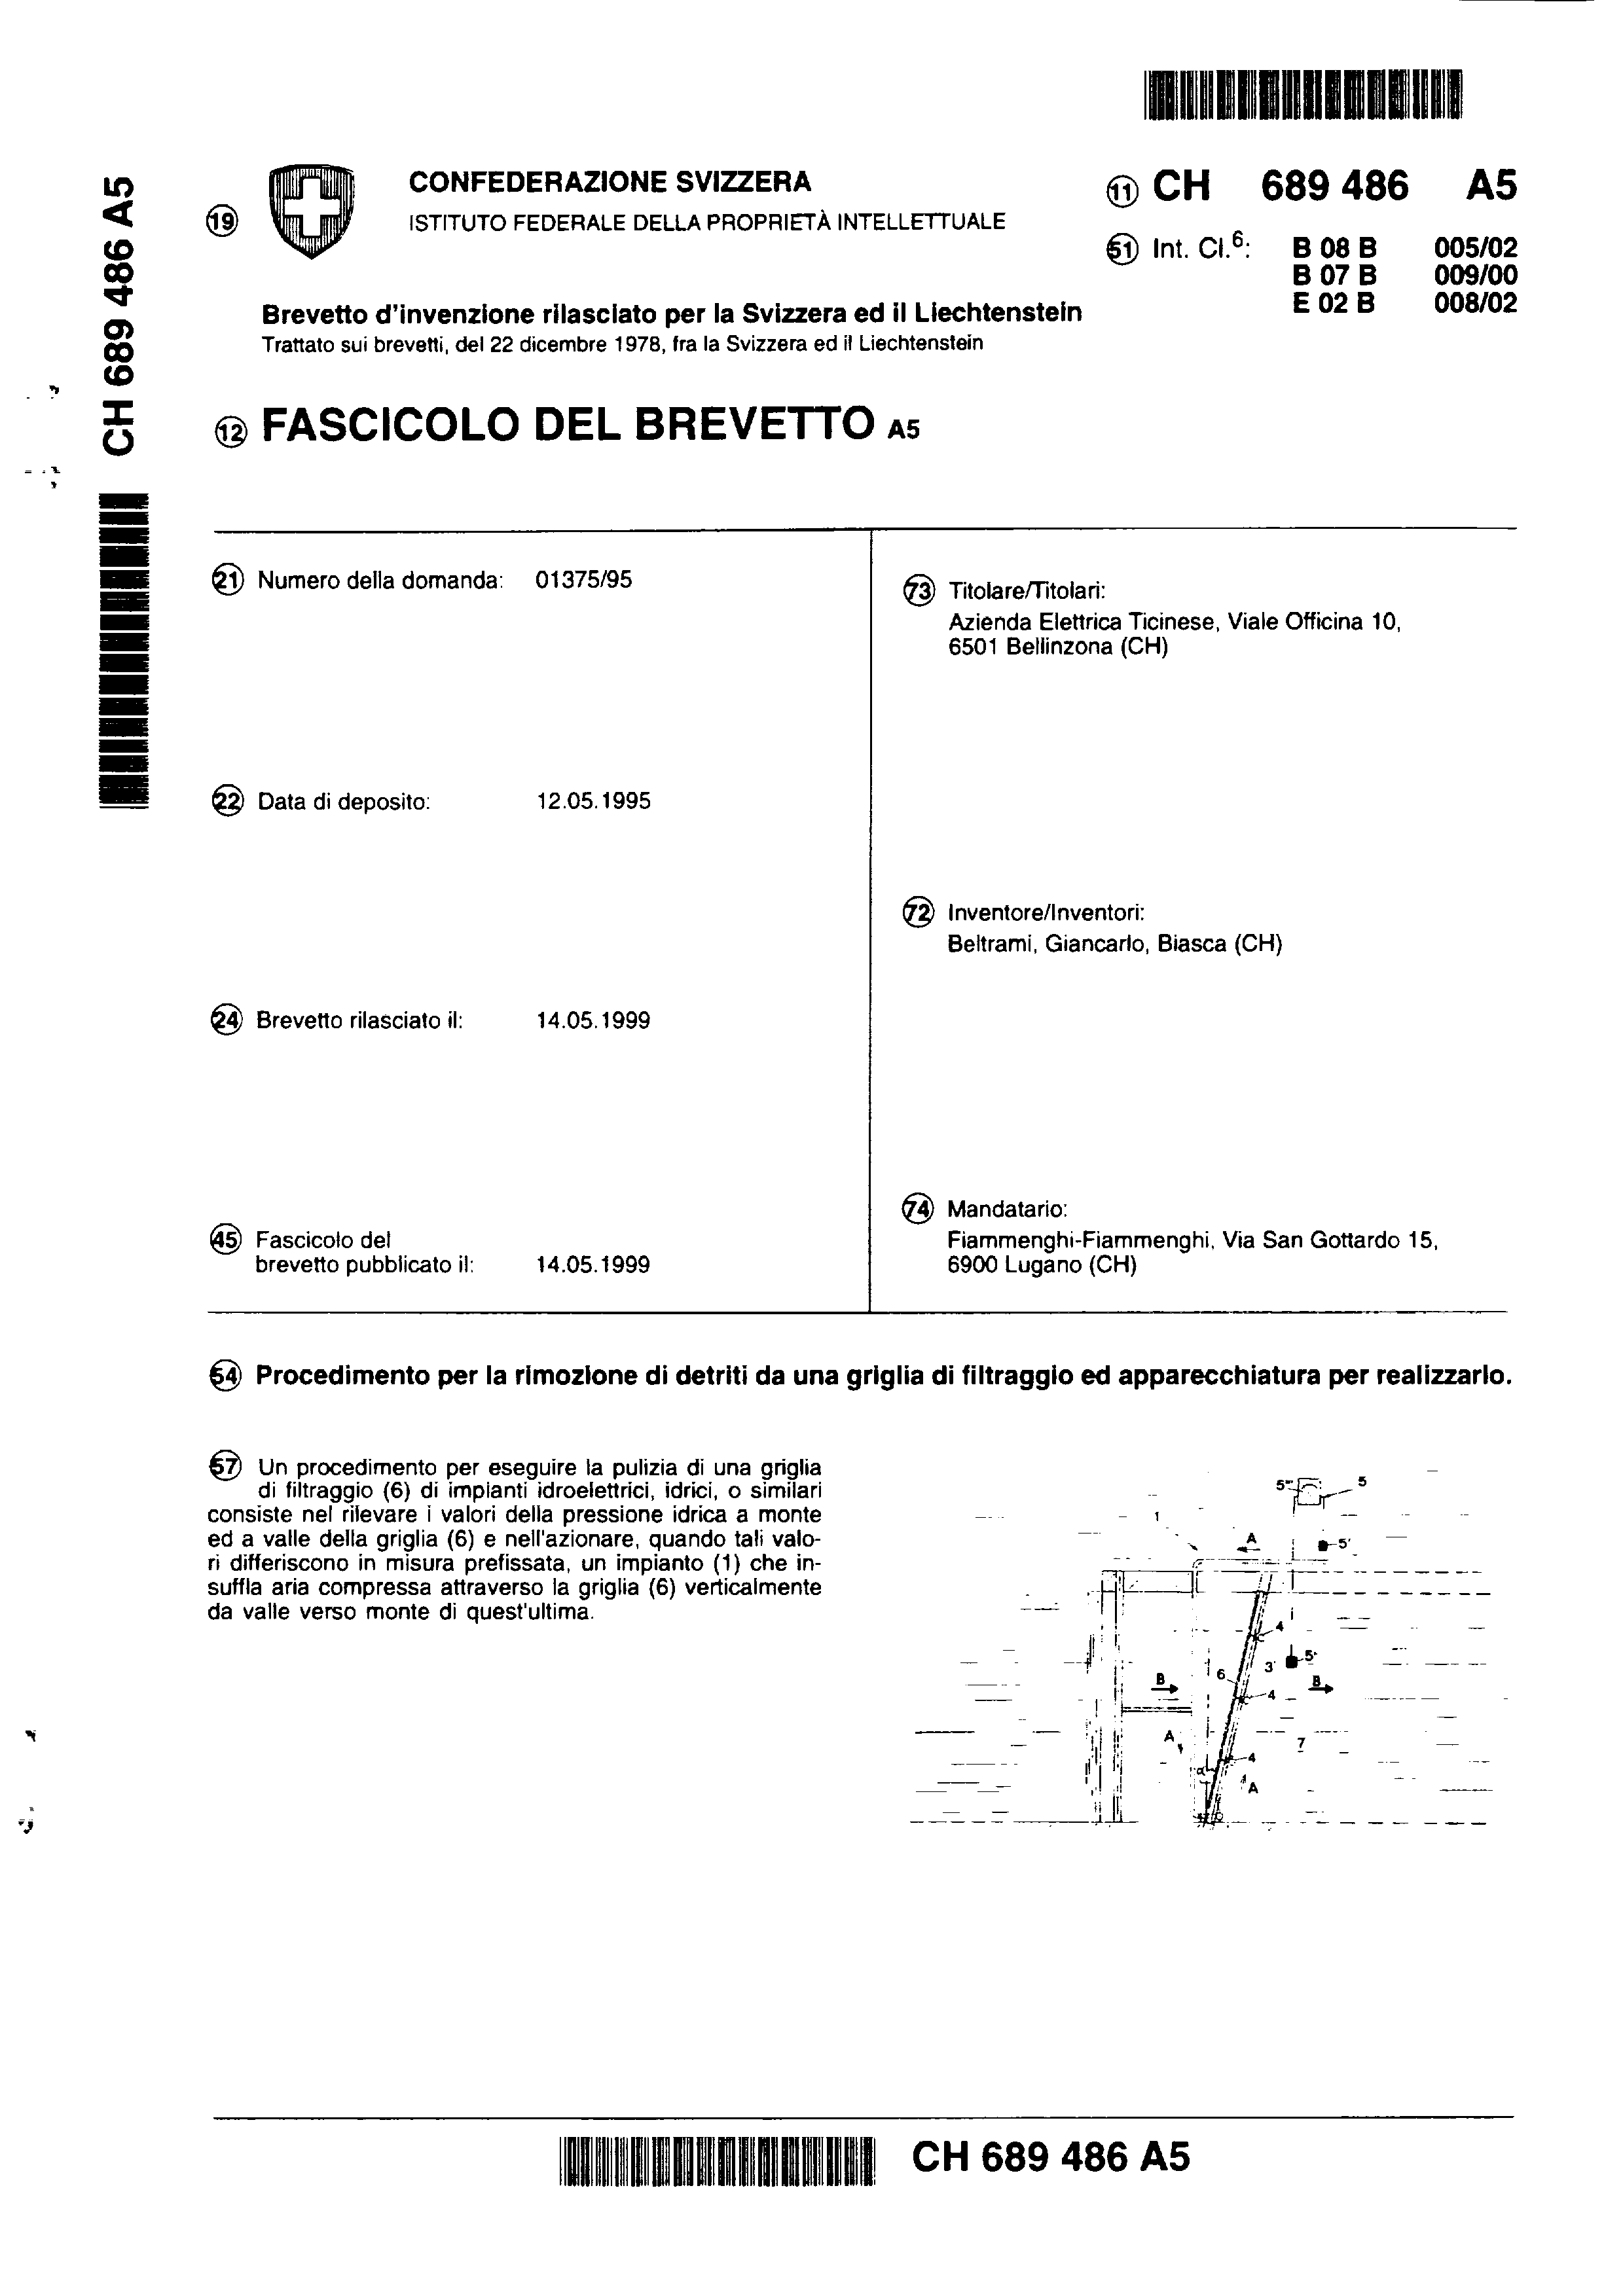 CH 689 486 A5
19
CONFEDERAZIONE SVIZZERA
ISTITUTO FEDERALE DELLA PROPRIETÀ INTELLETTUALE
11 CH 689 486 A5
51 Int. Cl.6: B 08 B 005/02
B 07 B 009/00
E 02 B 008/02
Brevetto d'invenzione rilasciato per la Svizzera ed il Liechtenstein
Trattato sui brevetti, del 22 dicembre 1978, fra la Svizzera ed il Liechtenstein
12 FASCICOLO DEL BREVETTO A5
21 Numero della domanda: 01375/95
22 Data di deposito: 12.05.1995
24 Brevetto rilasciato il: 14.05.1999
45 Fascicolo del
brevetto pubblicato il: 14.05.1999
73 Titolare/Titolari:
Azienda Elettrica Ticinese, Viale Officina 10,
6501 Bellinzona (CH)
72 Inventore/Inventori:
Beltrami, Giancarlo, Biasca (CH)
74 Mandatario:
Fiammenghi-Fiammenghi, Via San Gottardo 15,
6900 Lugano (CH)
54 Procedimento per la rimozione di detriti da una griglia di filtraggio ed apparecchiatura per realizzarlo.
57 Un procedimento per eseguire la pulizia di una griglia
di filtraggio (6) di impianti idroelettrici, idrici, o similari
consiste nel rilevare i valori della pressione idrica a monte
ed a valle della griglia (6) e nell'azionare, quando tali valo-
ri differiscono in misura prefissata, un impianto (1) che in-
suffla aria compressa attraverso la griglia (6) verticalmente
da valle verso monte di quest'ultima.
5" 5
1
A 5'
4
6 3 5'
B 4 B
A 7
4
α A
CH 689 486 A5